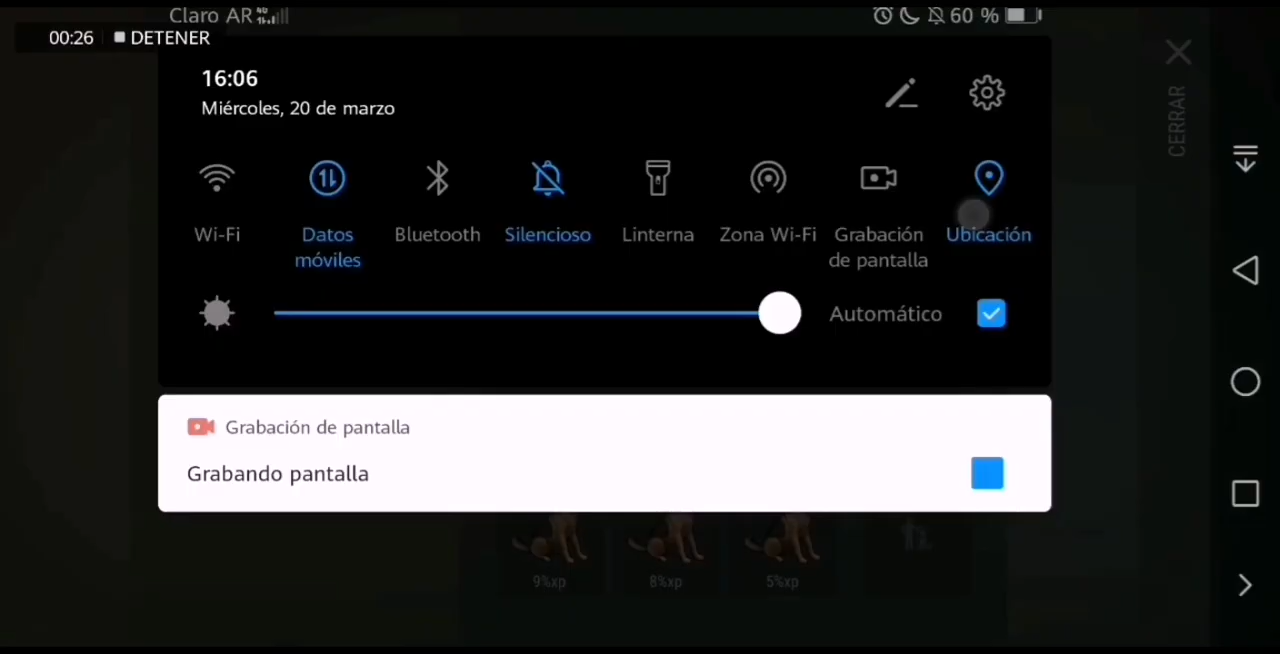 Claro AR 4G 60 %
00:26 DETENER
16:06
Miércoles, 20 de marzo
CERRAR
Wi-Fi Datos móviles Bluetooth Silencioso Linterna Zona Wi-Fi Grabación de pantalla Ubicación
Automático
Grabación de pantalla
Grabando pantalla
9%xp 8%xp 5%xp